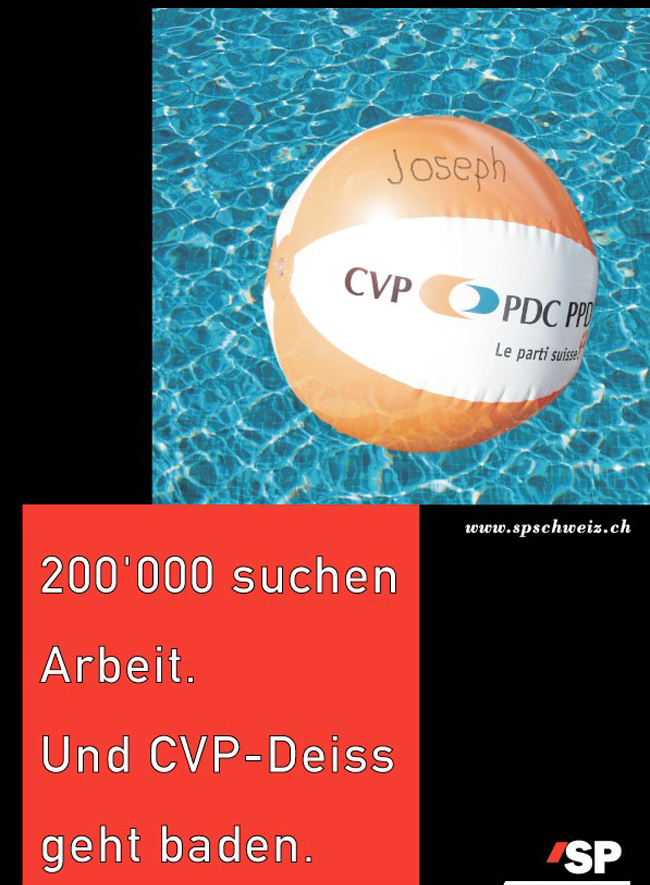 Joseph
CVP PDC PPD
Le parti suisse.
www.spschweiz.ch
200'000 suchen
Arbeit.
Und CVP-Deiss
geht baden.
SP